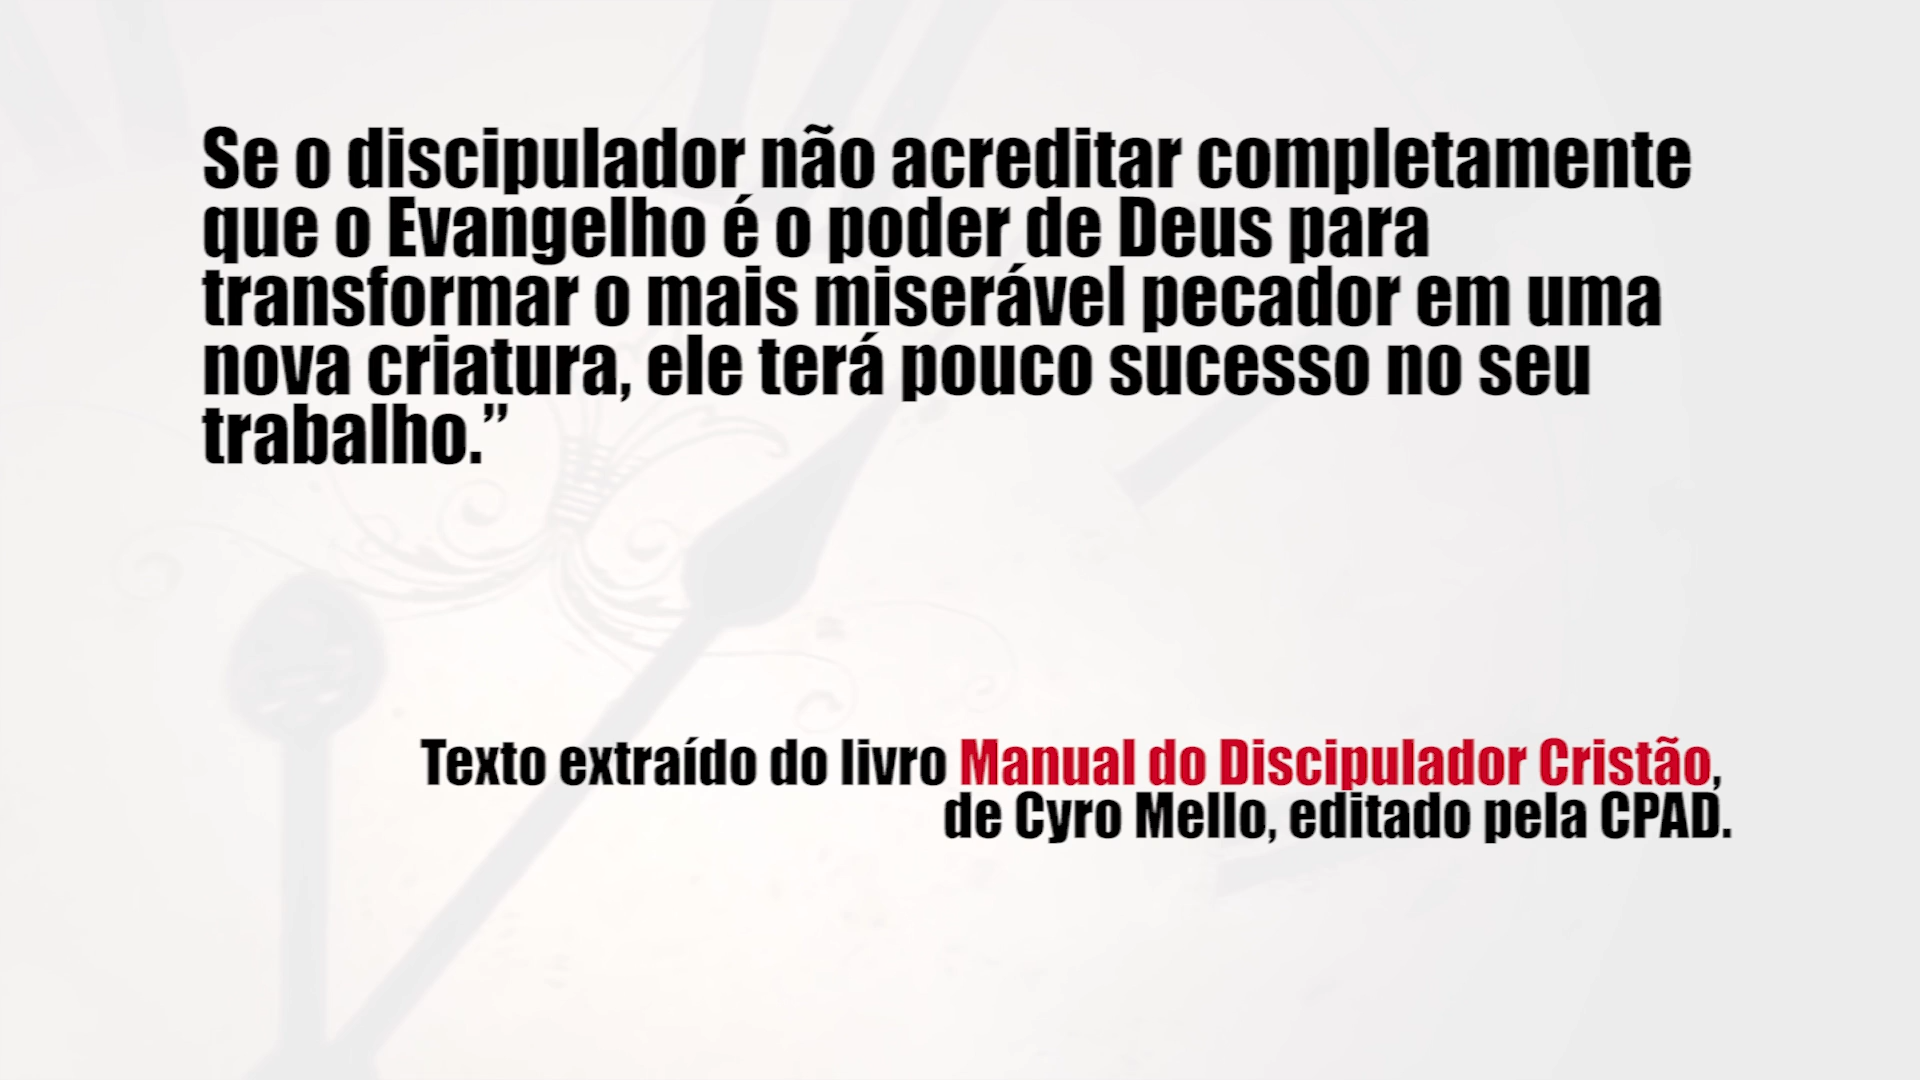 Se o discipulador não acreditar completamente
que o Evangelho é o poder de Deus para
transformar o mais miserável pecador em uma
nova criatura, ele terá pouco sucesso no seu
trabalho.”
Texto extraído do livro Manual do Discipulador Cristão,
de Cyro Mello, editado pela CPAD.